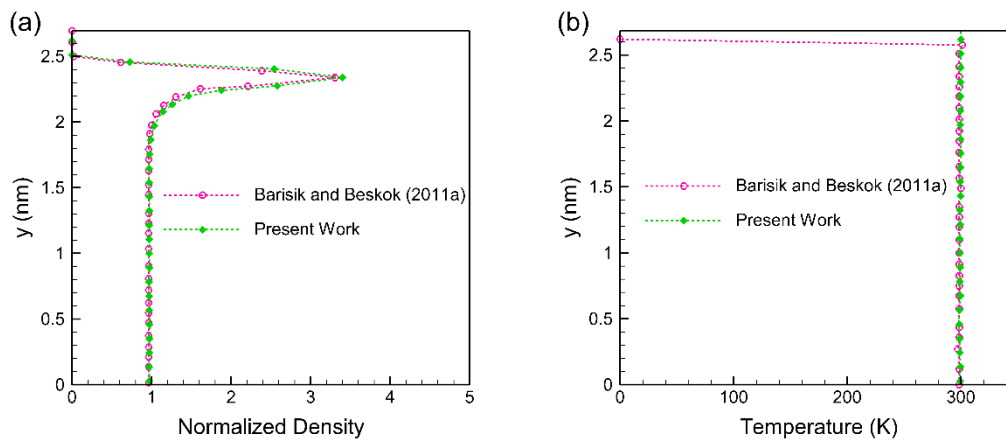 (a)
2.5
2
1.5
1
0.5
0
y (nm)
Barisik and Beskok (2011a)
Present Work
0 1 2 3 4 5
Normalized Density
(b)
2.5
2
1.5
1
0.5
0
y (nm)
Barisik and Beskok (2011a)
Present Work
0 100 200 300
Temperature (K)